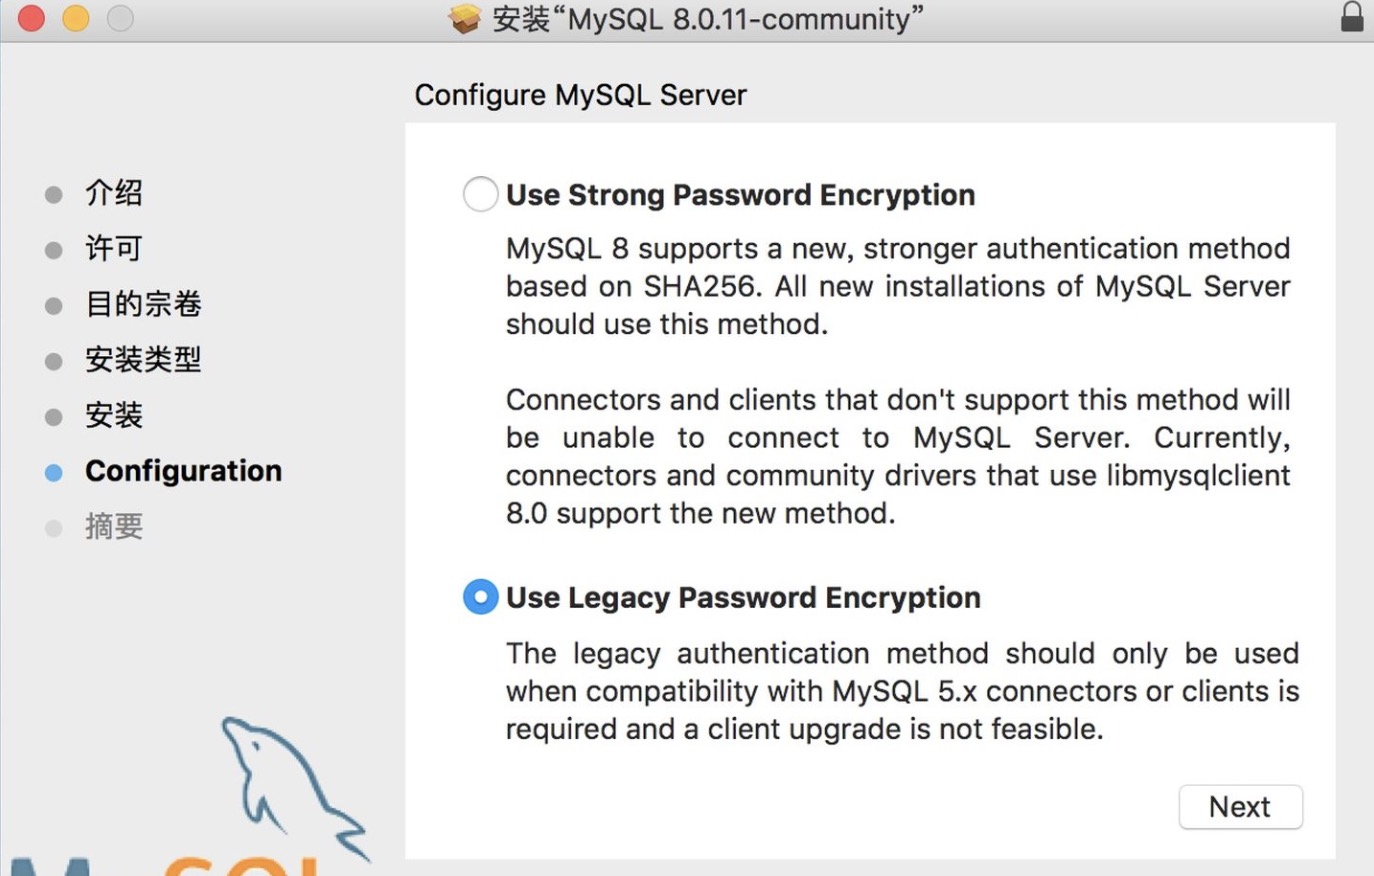 安装“MySQL 8.0.11-community”
Configure MySQL Server
介绍
许可
目的宗卷
安装类型
安装
Configuration
摘要
Use Strong Password Encryption
MySQL 8 supports a new, stronger authentication method
based on SHA256. All new installations of MySQL Server
should use this method.
Connectors and clients that don't support this method will
be unable to connect to MySQL Server. Currently,
connectors and community drivers that use libmysqlclient
8.0 support the new method.
Use Legacy Password Encryption
The legacy authentication method should only be used
when compatibility with MySQL 5.x connectors or clients is
required and a client upgrade is not feasible.
Next
MySQL